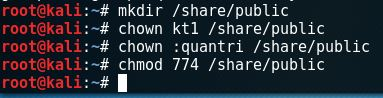 root@kali:~# mkdir /share/public
root@kali:~# chown kt1 /share/public
root@kali:~# chown :quantri /share/public
root@kali:~# chmod 774 /share/public
root@kali:~#